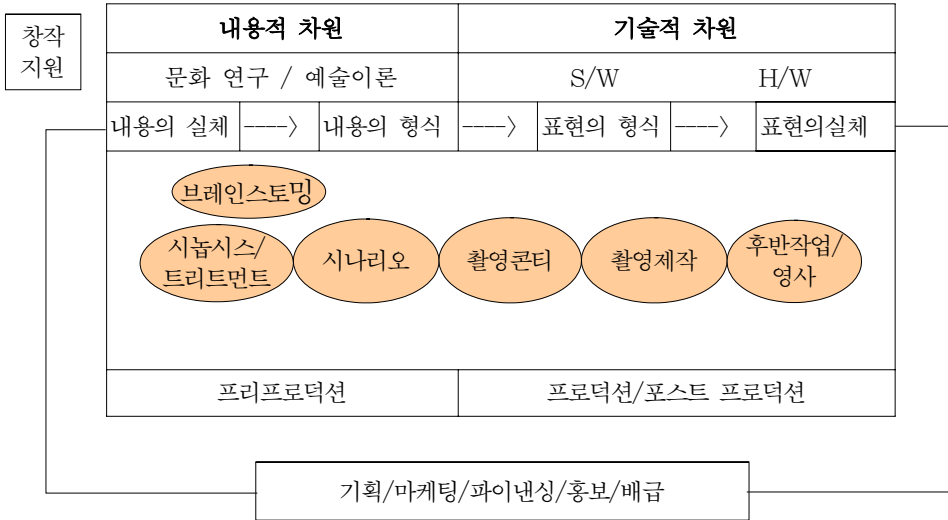 창작
지원
내용적 차원 기술적 차원
문화 연구 / 예술이론 S/W H/W
내용의 실체 ----〉 내용의 형식 ----〉 표현의 형식 ----〉 표현의실체
브레인스토밍
시놉시스/
트리트먼트
시나리오
촬영콘티
촬영제작
후반작업/
영사
프리프로덕션 프로덕션/포스트 프로덕션
기획/마케팅/파이낸싱/홍보/배급